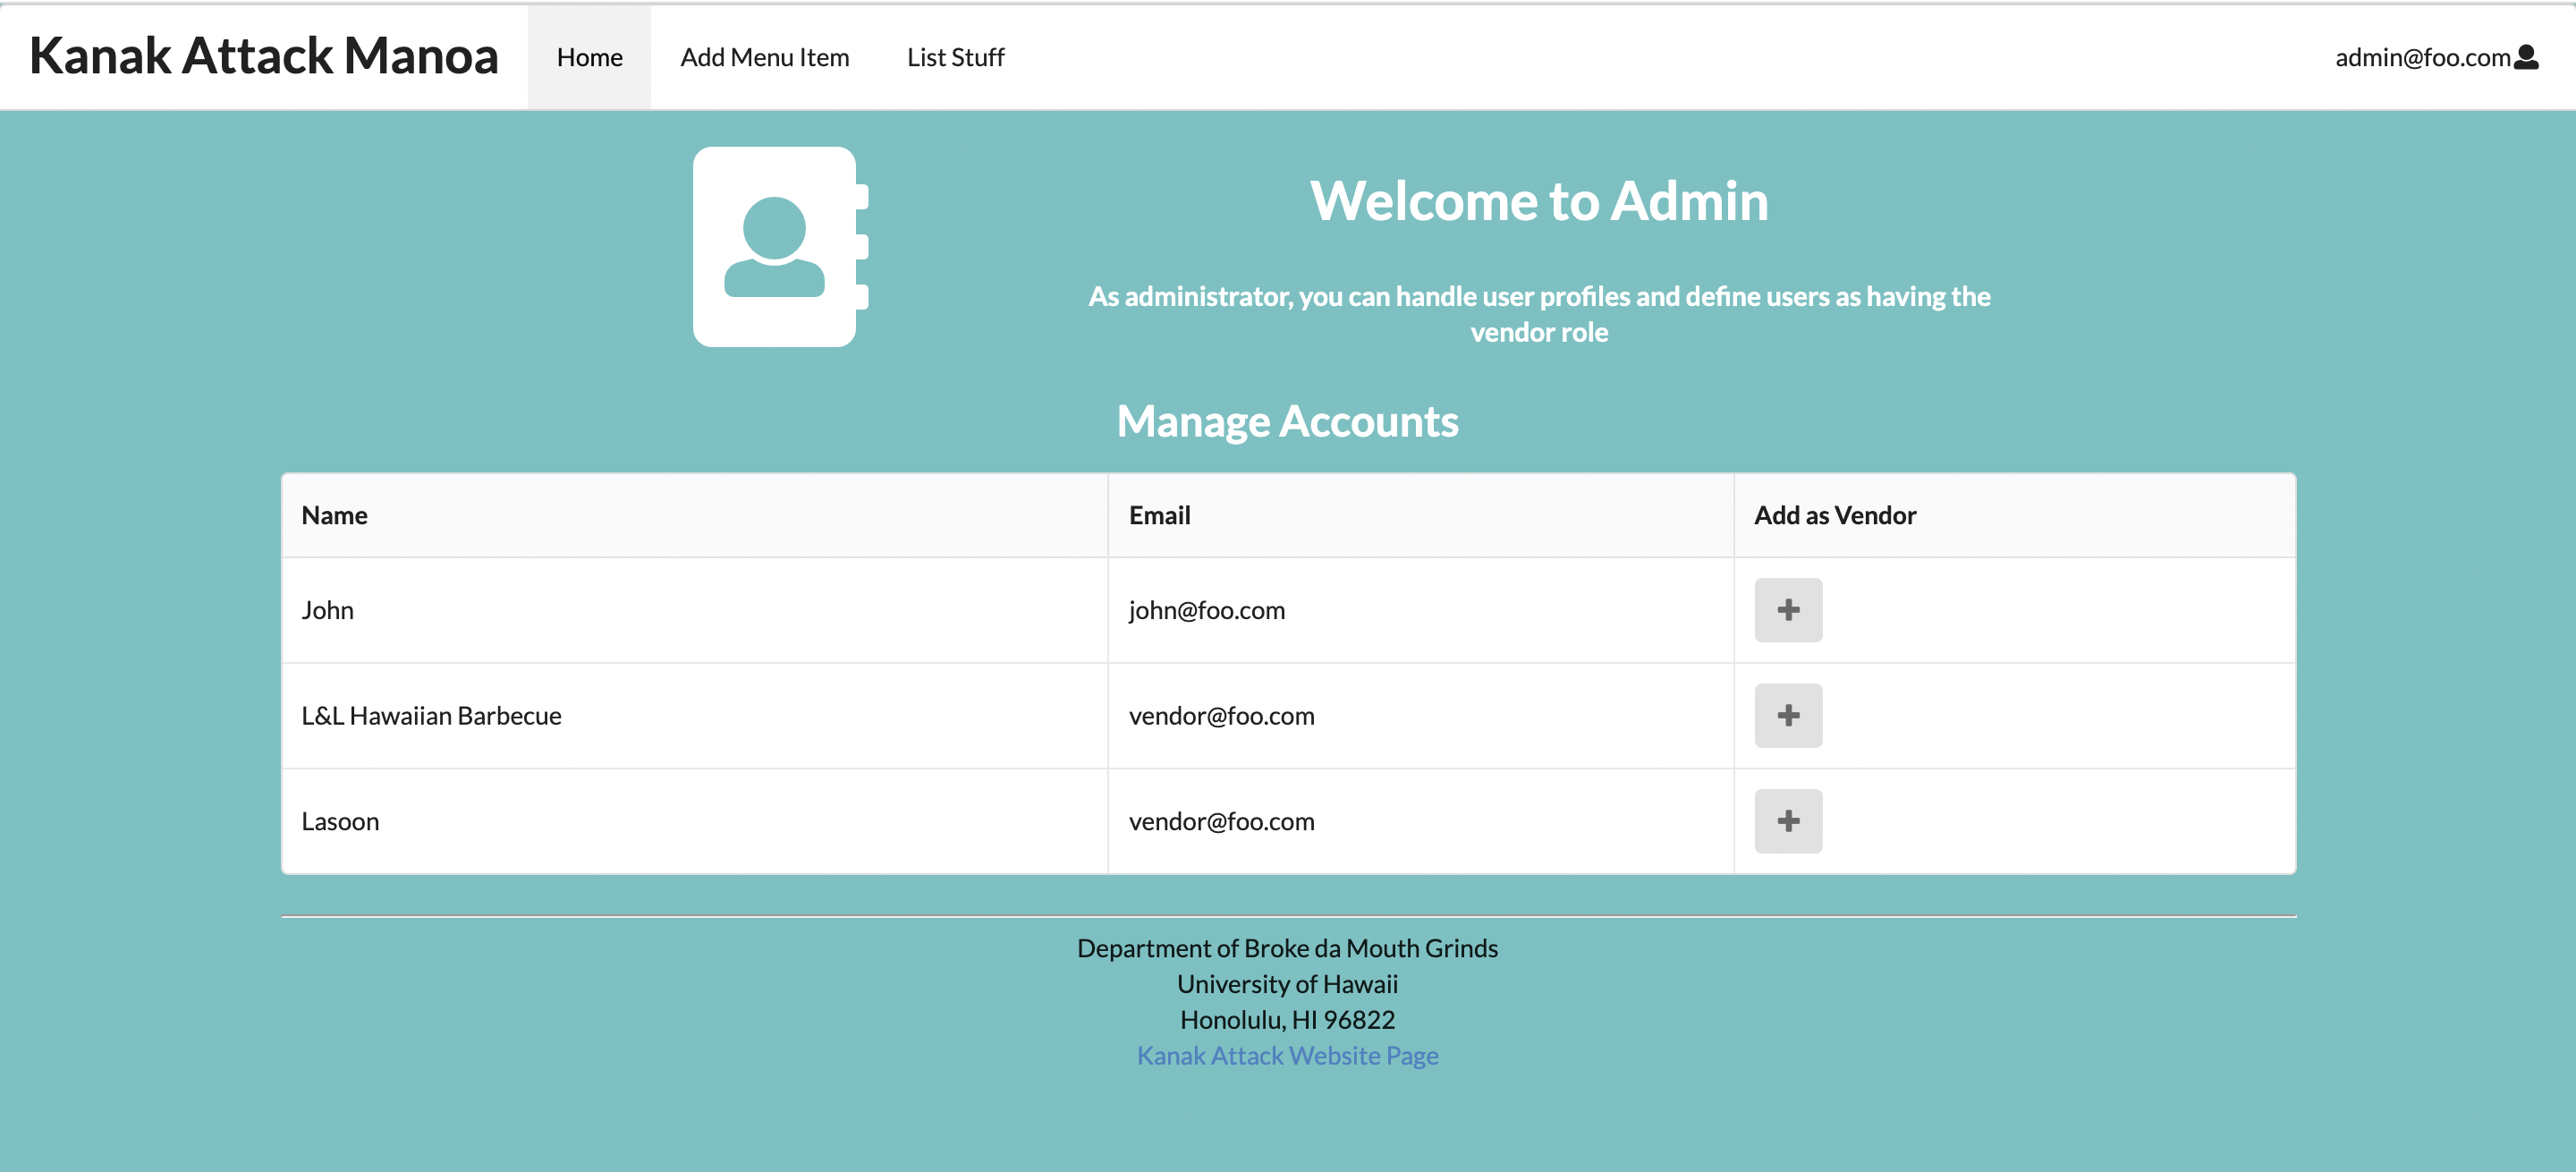 Kanak Attack Manoa Home Add Menu Item List Stuff admin@foo.com
Welcome to Admin
As administrator, you can handle user profiles and define users as having the
vendor role
Manage Accounts
Name Email Add as Vendor
John john@foo.com
L&L Hawaiian Barbecue vendor@foo.com
Lasoon vendor@foo.com
Department of Broke da Mouth Grinds
University of Hawaii
Honolulu, HI 96822
Kanak Attack Website Page